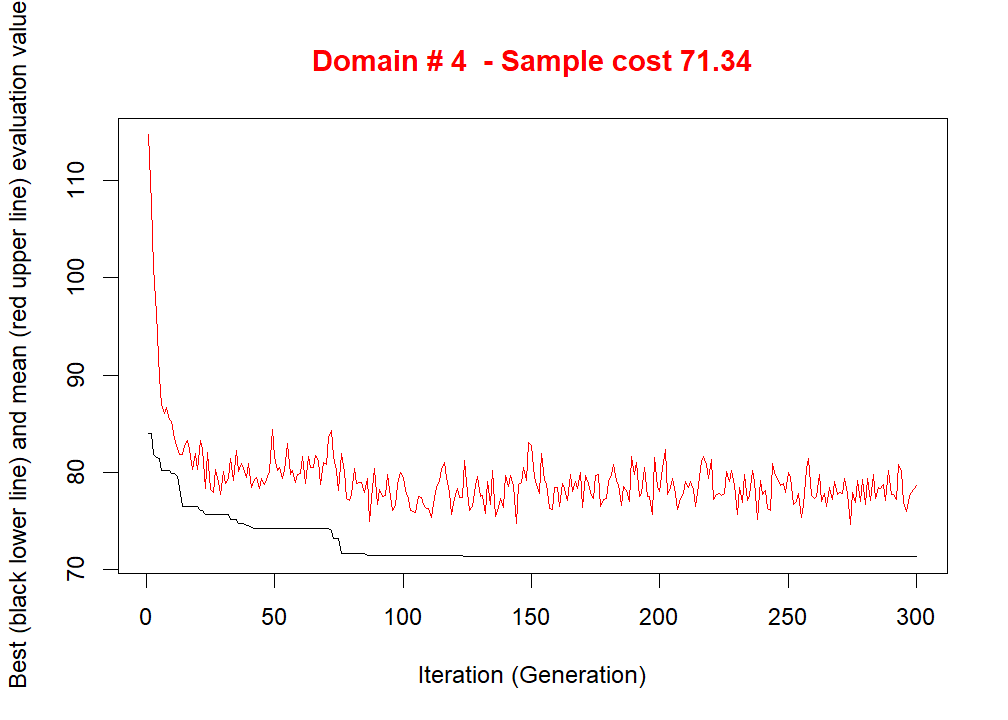 Domain # 4  - Sample cost 71.34
Best (black lower line) and mean (red upper line) evaluation value
110
100
90
80
70
0 50 100 150 200 250 300
Iteration (Generation)